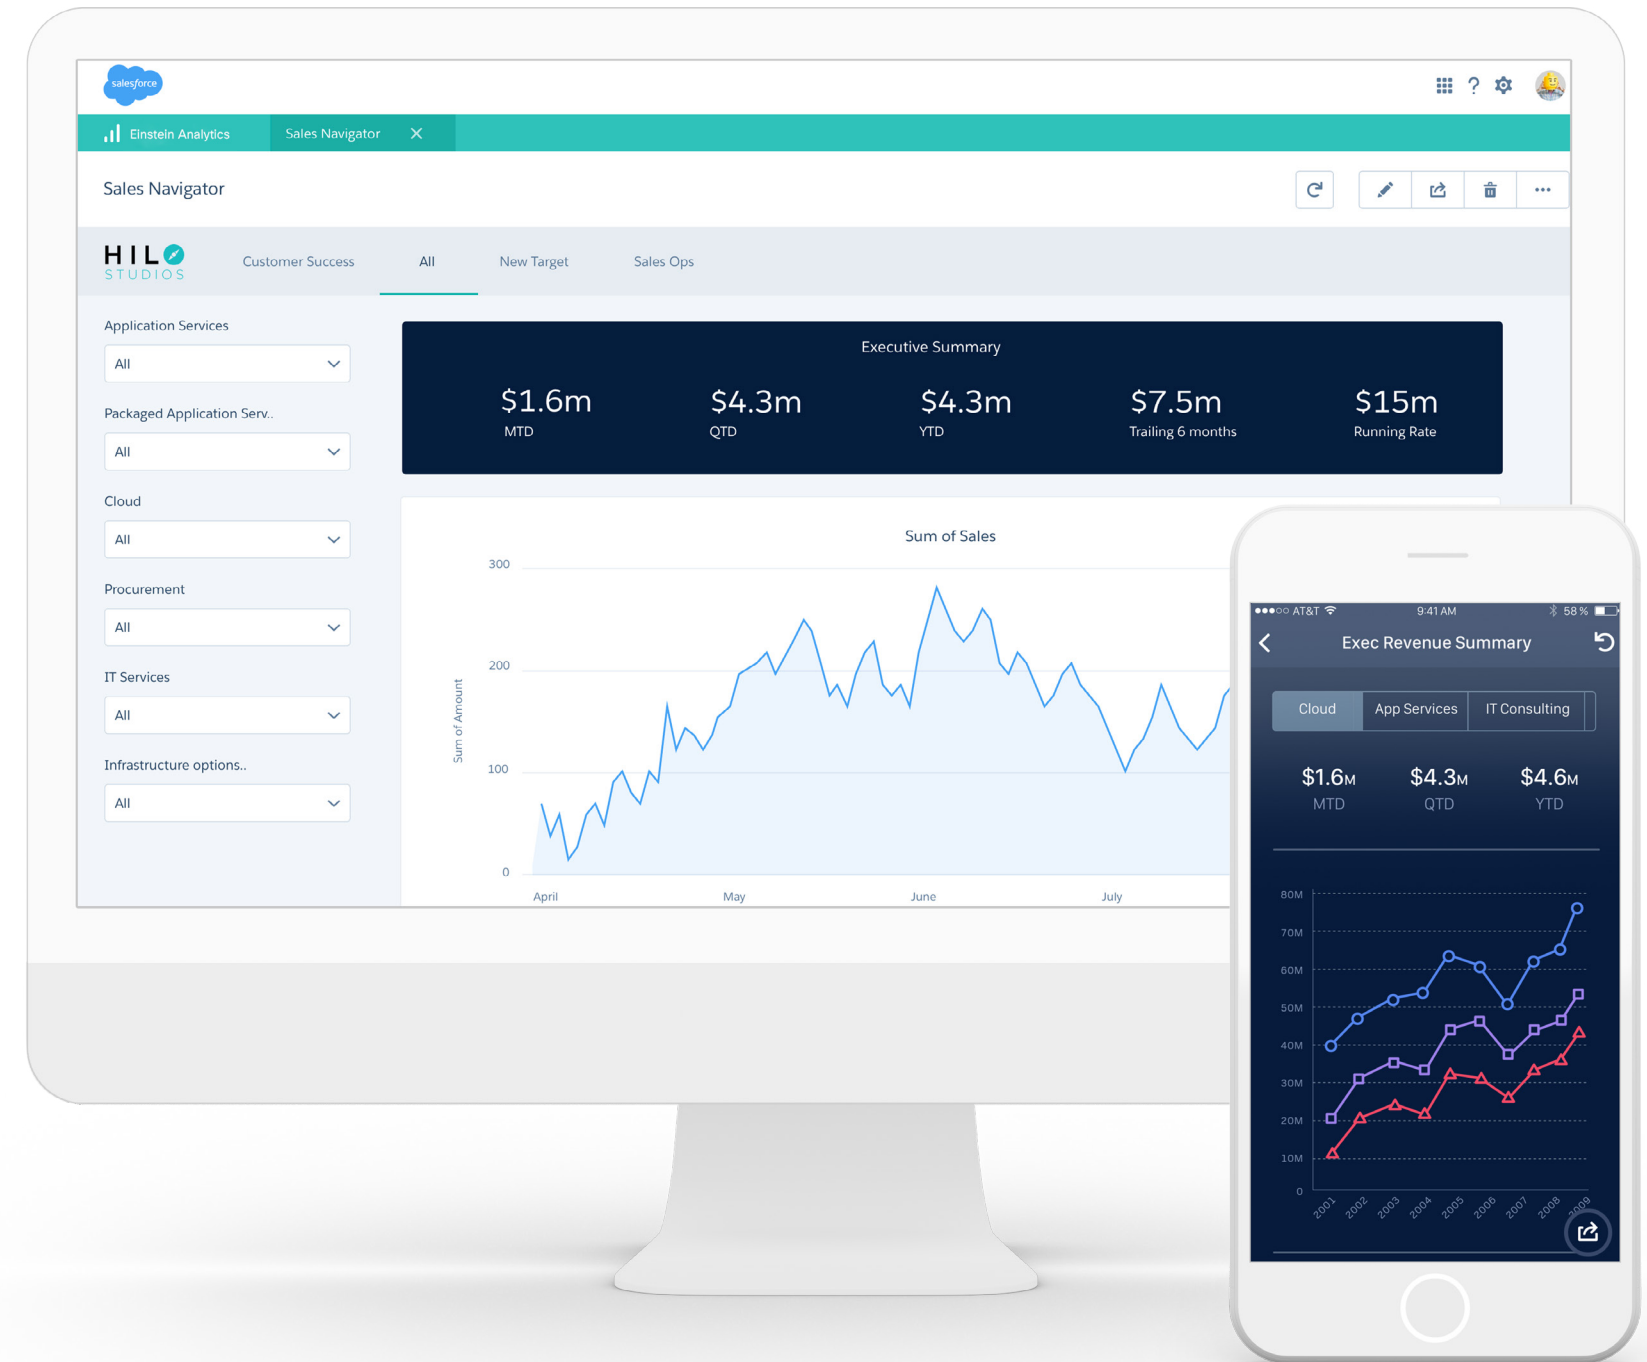 salesforce
?
Einstein Analytics
Sales Navigator
Sales Navigator
HILO
STUDIOS
Customer Success
All
New Target
Sales Ops
Application Services
All
Packaged Application Serv..
All
Cloud
All
Procurement
All
IT Services
All
Infrastructure options..
All
Executive Summary
$1.6m
MTD
$4.3m
QTD
$4.3m
YTD
$7.5m
Trailing 6 months
$15m
Running Rate
Sum of Sales
Sum of Amount
300
200
100
0
April
May
June
July
AT&T
9:41 AM
58%
Exec Revenue Summary
Cloud
App Services
IT Consulting
$1.6M
MTD
$4.3M
QTD
$4.6M
YTD
80M
70M
60M
50M
40M
30M
20M
10M
0
2001
2002
2003
2004
2005
2006
2007
2008
2009